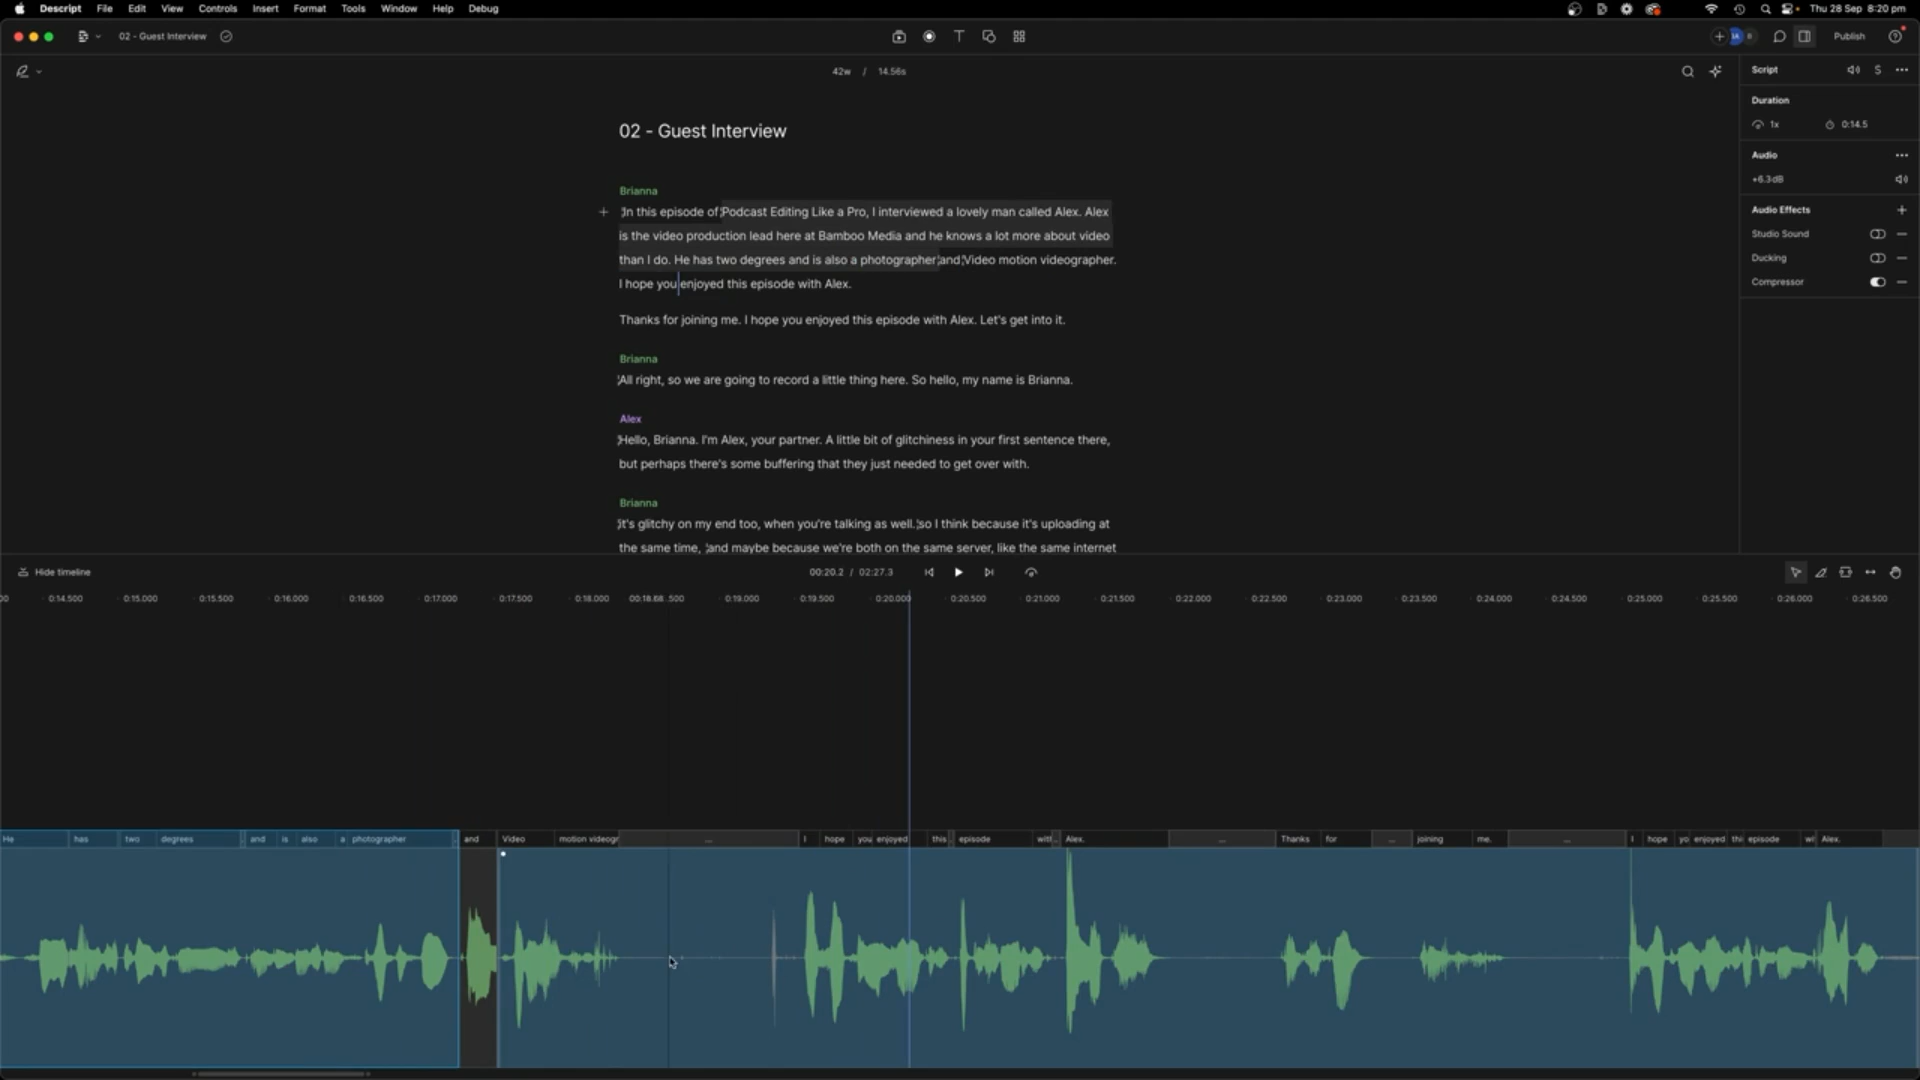 Descript File Edit View Controls Insert Format Tools Window Help Debug Thu 28 Sep 8:20 pm
02 - Guest Interview Publish
42w / 14.56s
Script S
Duration
1x 0:14.5
Audio
+6.3dB
Audio Effects
Studio Sound
Ducking
Compressor
02 - Guest Interview
Brianna
In this episode of Podcast Editing Like a Pro, I interviewed a lovely man called Alex. Alex
is the video production lead here at Bamboo Media and he knows a lot more about video
than I do. He has two degrees and is also a photographer and Video motion videographer.
I hope you enjoyed this episode with Alex.
Thanks for joining me. I hope you enjoyed this episode with Alex. Let's get into it.
Brianna
All right, so we are going to record a little thing here. So hello, my name is Brianna.
Alex
Hello, Brianna. I'm Alex, your partner. A little bit of glitchiness in your first sentence there,
but perhaps there's some buffering that they just needed to get over with.
Brianna
It's glitchy on my end too, when you're talking as well. so I think because it's uploading at
the same time, and maybe because we're both on the same server, like the same internet
Hide timeline 00:20.2 / 02:27.3
00 0:14.500 0:15.000 0:15.500 0:16.000 0:16.500 0:17.000 0:17.500 0:18.000 00:18.68 .500 0:19.000 0:19.500 0:20.000 0:20.500 0:21.000 0:21.500 0:22.000 0:22.500 0:23.000 0:23.500 0:24.000 0:24.500 0:25.000 0:25.500 0:26.000 0:26.500
He has two degrees and is also a photographer and Video motion videogr ... I hope you enjoyed this episode with Alex. ... Thanks for ... joining me. ... I hope yo enjoyed thi episode wi Alex.